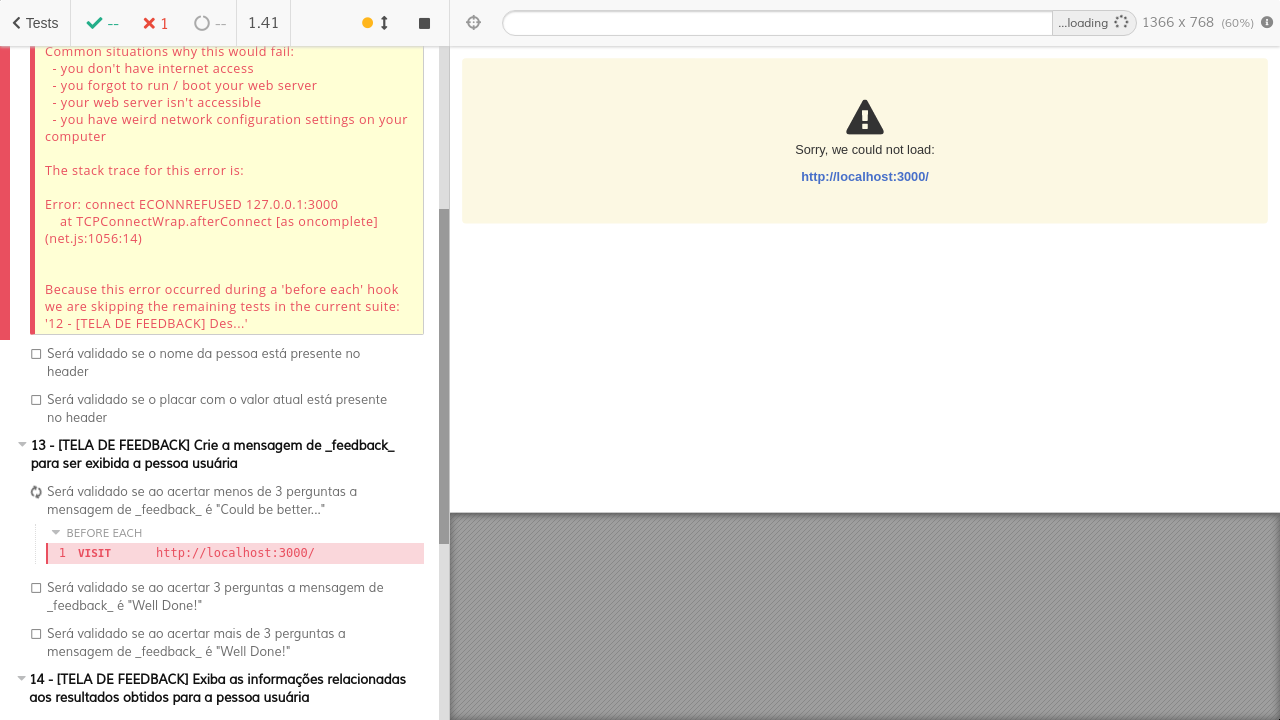 Tests
--
1
--
1.41
...loading
1366 x 768 (60%)
Common situations why this would fail:
- you don't have internet access
- you forgot to run / boot your web server
- your web server isn't accessible
- you have weird network configuration settings on your
computer
The stack trace for this error is:
Error: connect ECONNREFUSED 127.0.0.1:3000
at TCPConnectWrap.afterConnect [as oncomplete]
(net.js:1056:14)
Because this error occurred during a 'before each' hook
we are skipping the remaining tests in the current suite:
'12 - [TELA DE FEEDBACK] Des...'
Será validado se o nome da pessoa está presente no
header
Será validado se o placar com o valor atual está presente
no header
13 - [TELA DE FEEDBACK] Crie a mensagem de _feedback_
para ser exibida a pessoa usuária
Será validado se ao acertar menos de 3 perguntas a
mensagem de _feedback_ é "Could be better..."
BEFORE EACH
1 VISIT http://localhost:3000/
Será validado se ao acertar 3 perguntas a mensagem de
_feedback_ é "Well Done!"
Será validado se ao acertar mais de 3 perguntas a
mensagem de _feedback_ é "Well Done!"
14 - [TELA DE FEEDBACK] Exiba as informações relacionadas
aos resultados obtidos para a pessoa usuária
Sorry, we could not load:
http://localhost:3000/